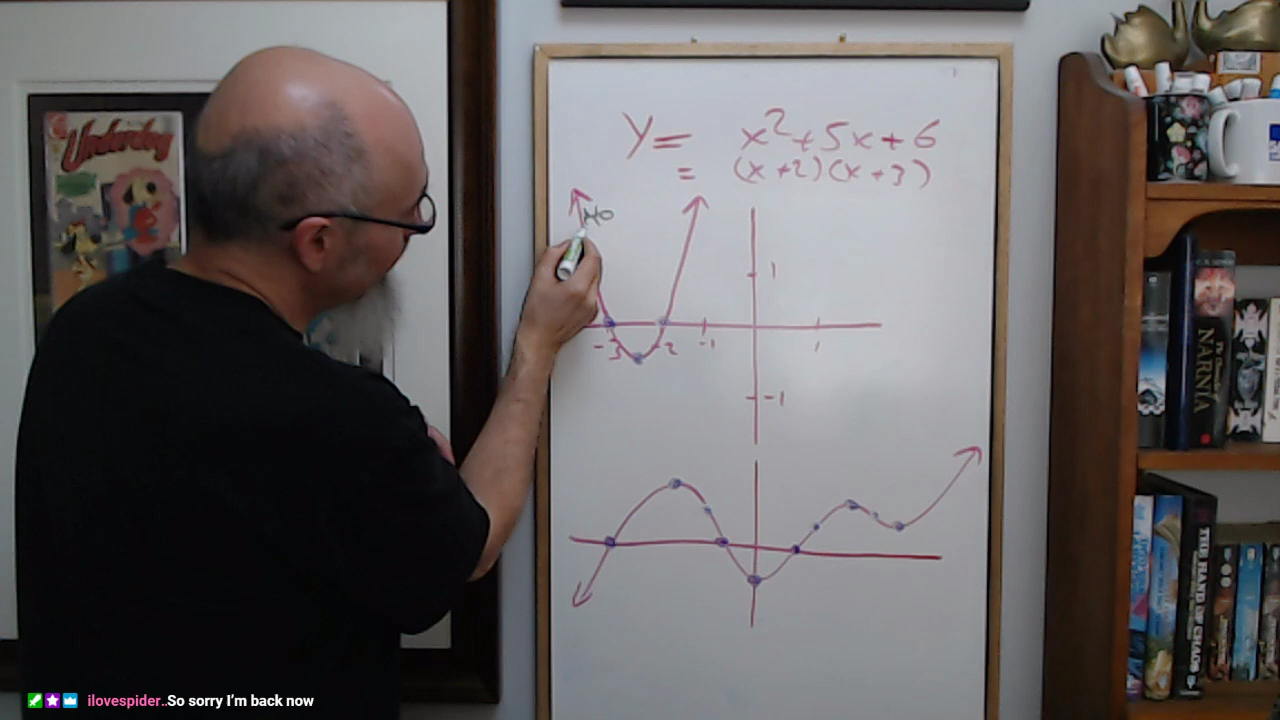 Underdog
Y = x²+5x+6
= (x+2)(x+3)
1
-3 -2 -1 1
-1
NARNIA
THE HAND OF CHAOS
ilovespider..So sorry I'm back now